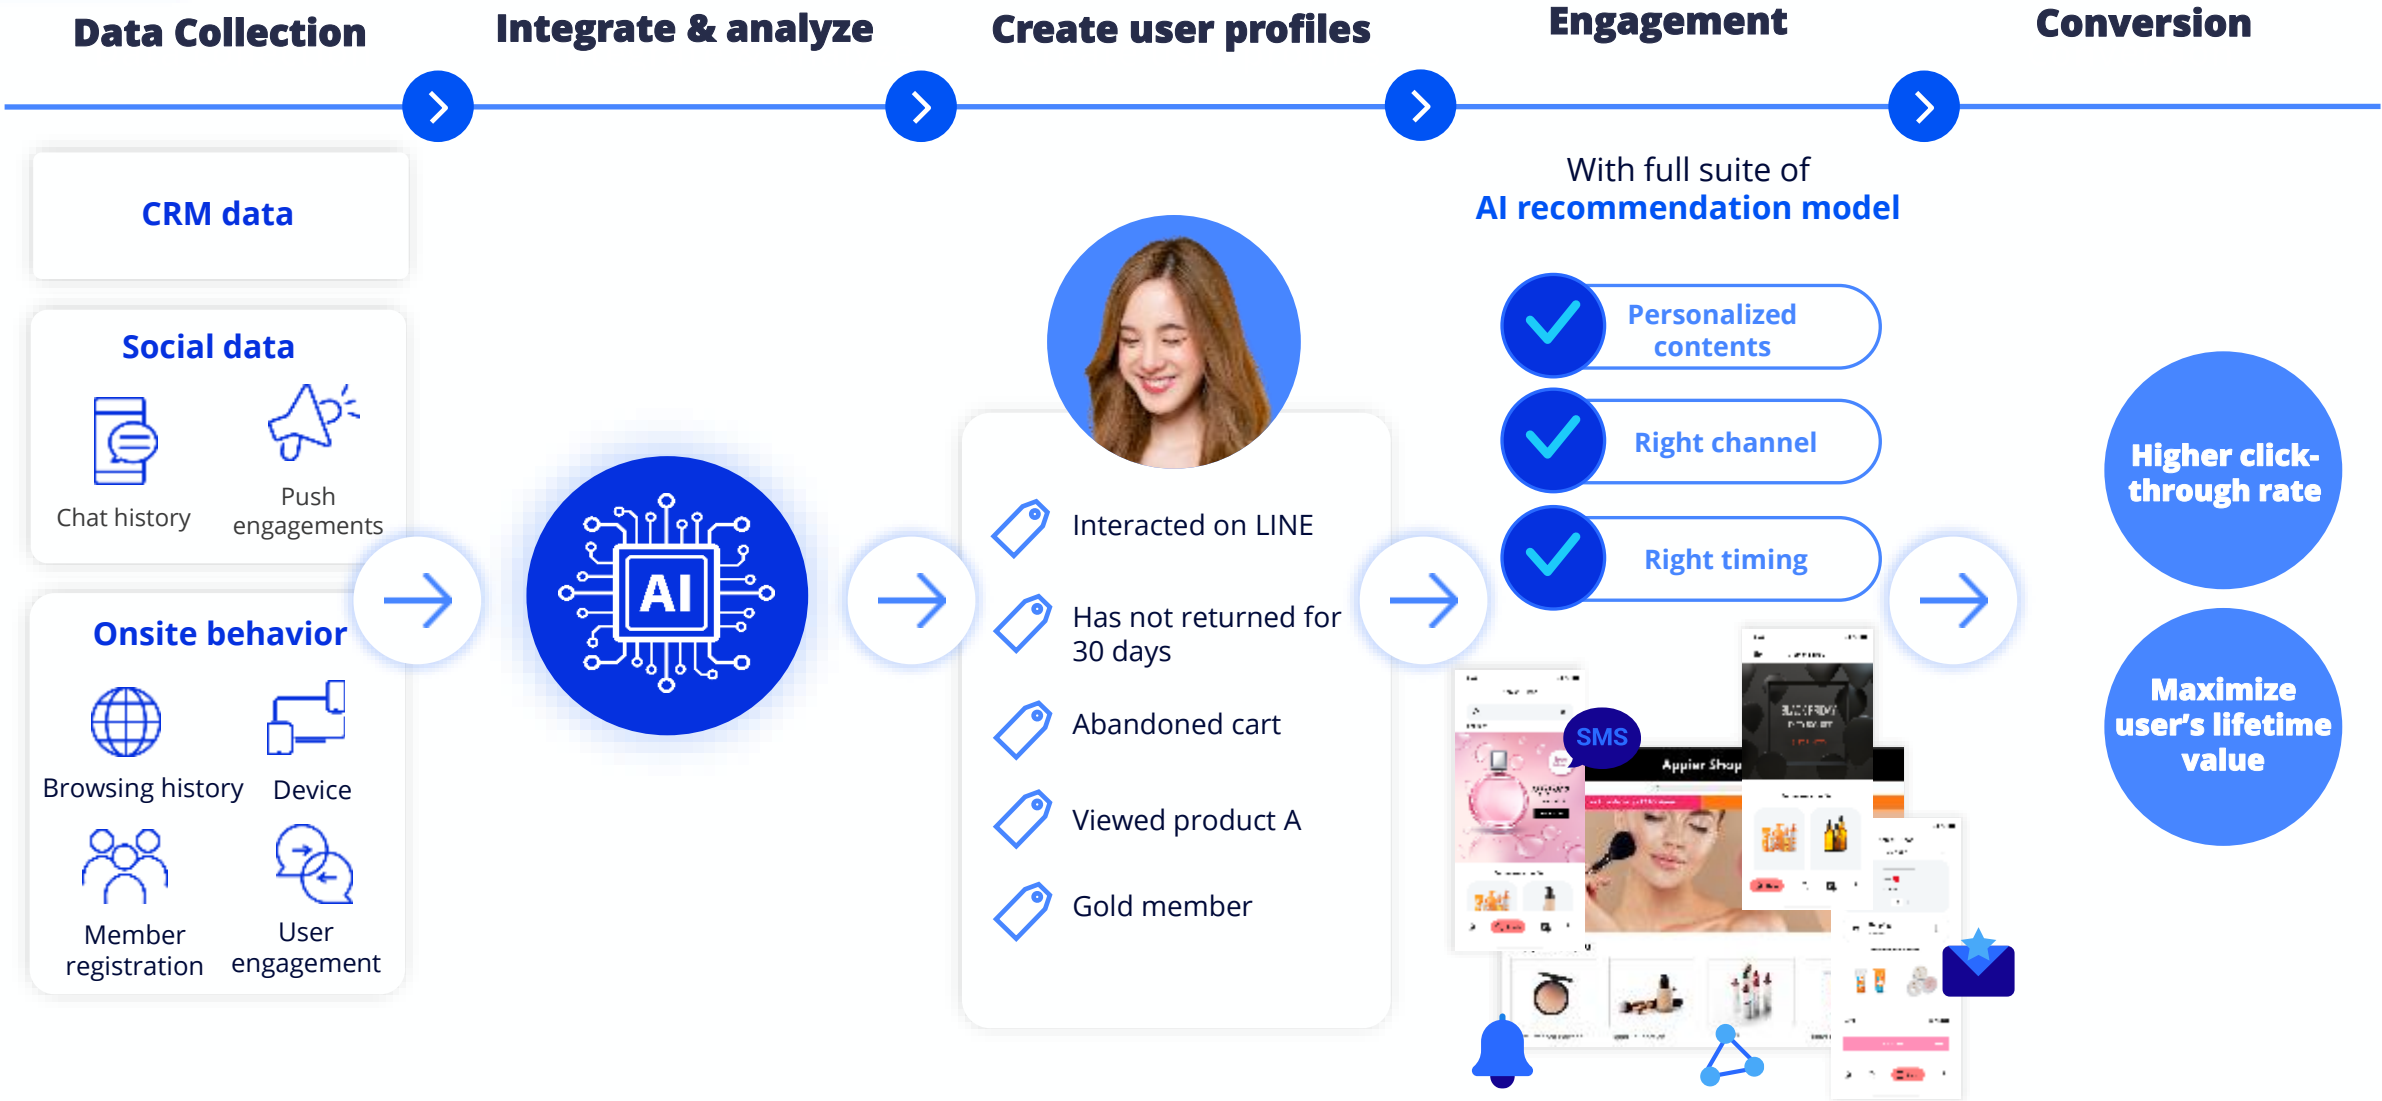 Data Collection
Integrate & analyze
Create user profiles
Engagement
Conversion
CRM data
Social data
Chat history
Push
engagements
Onsite behavior
Browsing history
Device
Member
registration
User
engagement
AI
Interacted on LINE
Has not returned for
30 days
Abandoned cart
Viewed product A
Gold member
With full suite of
AI recommendation model
Personalized
contents
Right channel
Right timing
SMS
Appier Shop
BLACK FRIDAY
Higher click-
through rate
Maximize
user’s lifetime
value